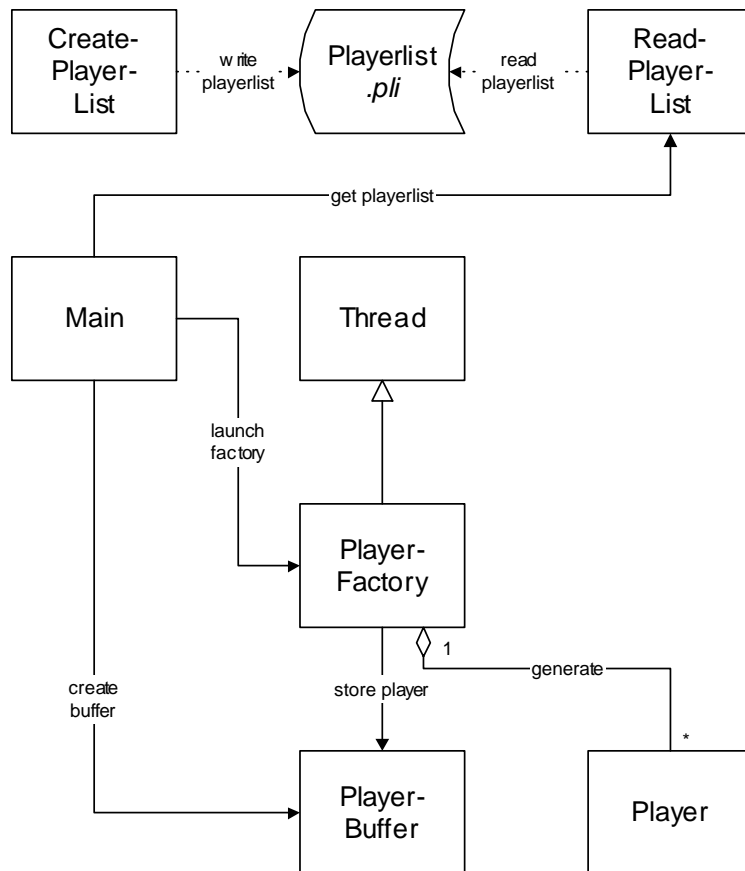 Create-
Player-
List
write
playerlist
Playerlist
.pli
read
playerlist
Read-
Player-
List
get playerlist
Main
Thread
launch
factory
Player-
Factory
1
generate
create
buffer
store player
*
Player-
Buffer
Player